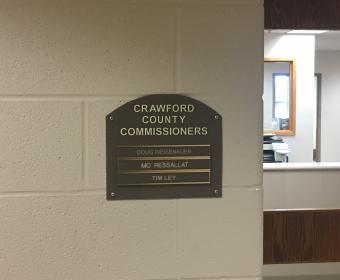 CRAWFORD
COUNTY
COMMISSIONERS
DOUG WEISENAUER
MO RESSALLAT
TIM LEY